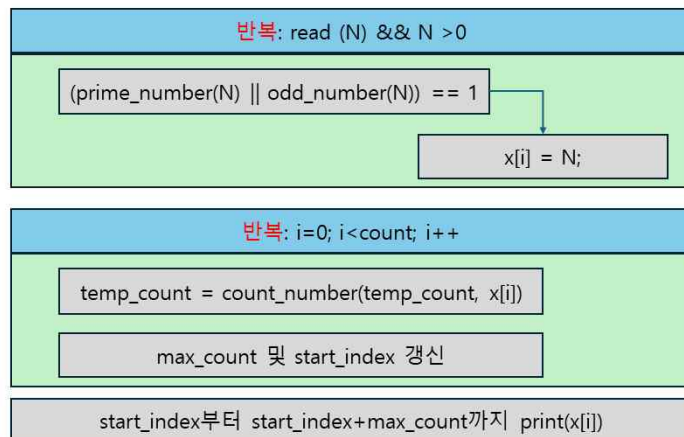 반복: read (N) && N >0
(prime_number(N) || odd_number(N)) == 1
x[i] = N;
반복: i=0; i<count; i++
temp_count = count_number(temp_count, x[i])
max_count 및 start_index 갱신
start_index부터 start_index+max_count까지 print(x[i])